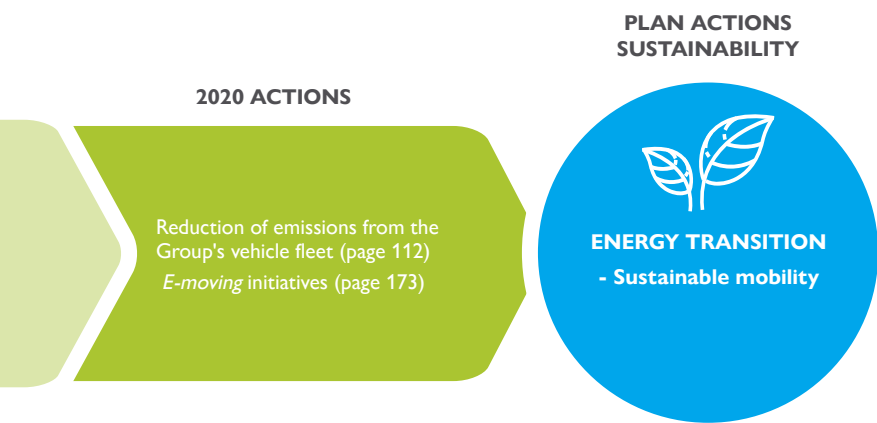 PLAN ACTIONS
SUSTAINABILITY
2020 ACTIONS
Reduction of emissions from the
Group's vehicle fleet (page 112)
E-moving initiatives (page 173)
ENERGY TRANSITION
- Sustainable mobility